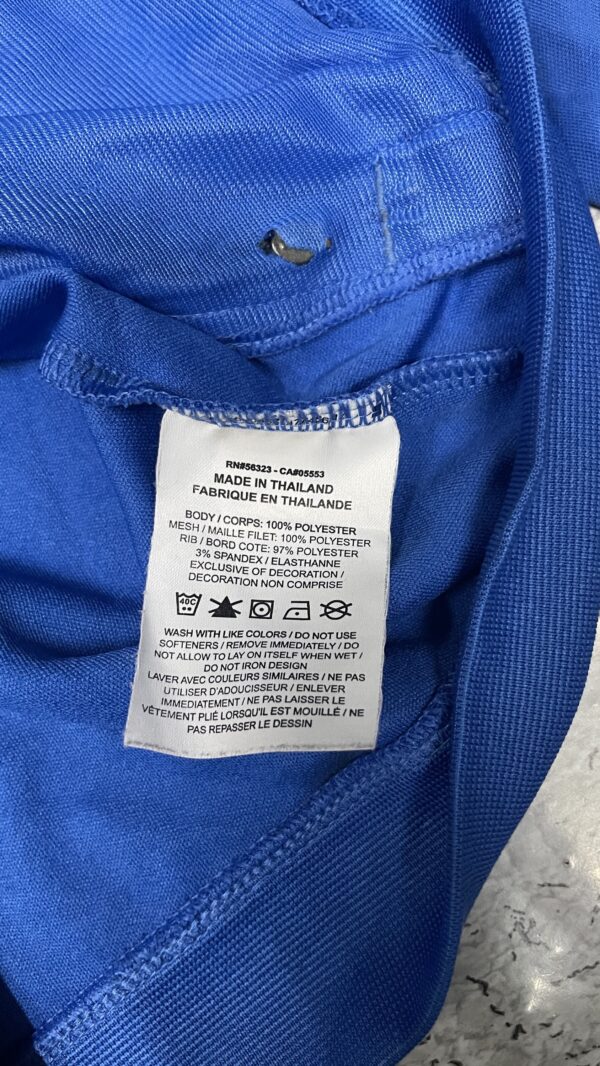 RN#56323 - CA#05553
MADE IN THAILAND
FABRIQUE EN THAILANDE
BODY / CORPS: 100% POLYESTER
MESH / MAILLE FILET: 100% POLYESTER
RIB / BORD COTE: 97% POLYESTER
3% SPANDEX / ELASTHANNE
EXCLUSIVE OF DECORATION /
DECORATION NON COMPRISE
40C
WASH WITH LIKE COLORS / DO NOT USE
SOFTENERS / REMOVE IMMEDIATELY / DO
NOT ALLOW TO LAY ON ITSELF WHEN WET /
DO NOT IRON DESIGN
LAVER AVEC COULEURS SIMILAIRES / NE PAS
UTILISER D'ADOUCISSEUR / ENLEVER
IMMEDIATEMENT / NE PAS LAISSER LE
VÊTEMENT PLIÉ LORSQU'IL EST MOUILLÉ / NE
PAS REPASSER LE DESSIN